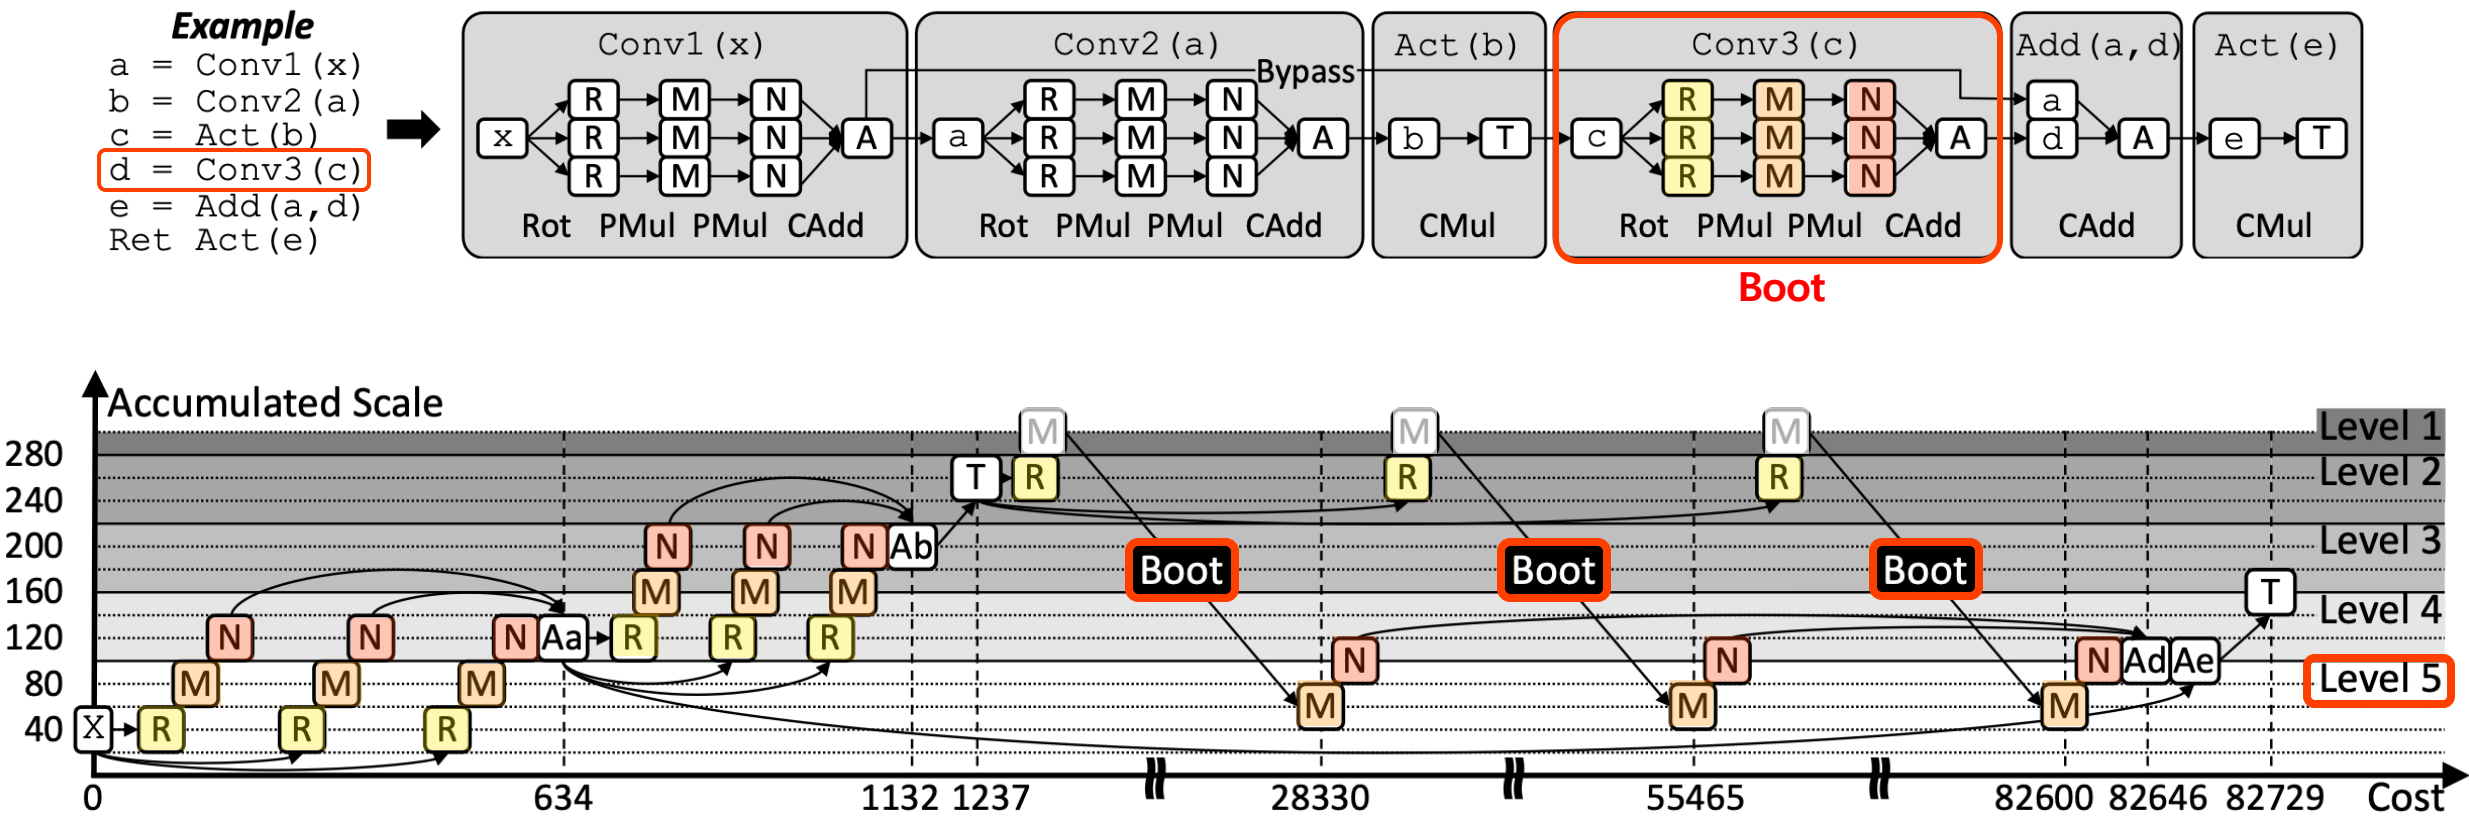 Example
a = Conv1(x)
b = Conv2(a)
c = Act(b)
d = Conv3(c)
e = Add(a,d)
Ret Act(e)
Conv1(x) Conv2(a) Act(b) Conv3(c) Add(a,d) Act(e)
Bypass
R M N R M N R M N a
x R M N A a R M N A b T c R M N A d A e T
R M N R M N R M N
Rot PMul PMul CAdd Rot PMul PMul CAdd CMul Rot PMul PMul CAdd CAdd CMul
Boot
Accumulated Scale
M M M Level 1
280
T R R R Level 2
240
200 N N N Ab Level 3
Boot Boot Boot
160 M M M T
Level 4
120 N N N Aa R R R
N N N Ad Ae
80 M M M Level 5
M M M
40 X R R R
0 634 1132 1237 28330 55465 82600 82646 82729 Cost